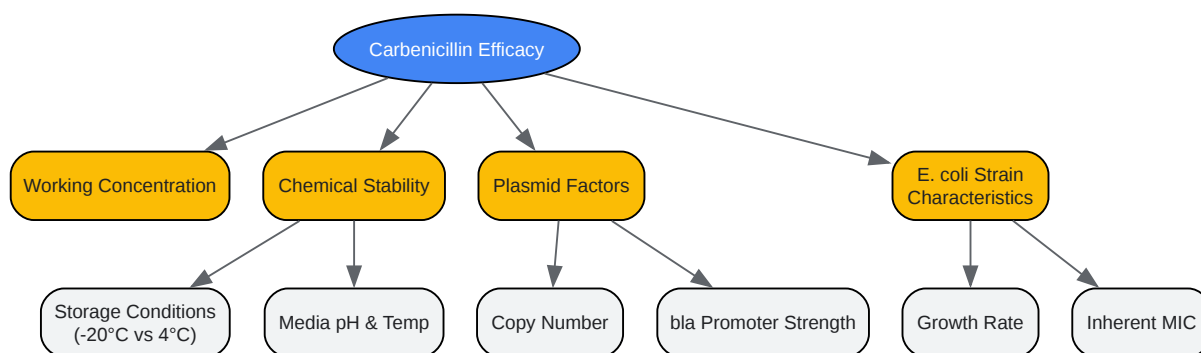 Carbenicillin Efficacy
Working Concentration
Chemical Stability
Plasmid Factors
E. coli Strain
Characteristics
Storage Conditions
(-20°C vs 4°C)
Media pH & Temp
Copy Number
bla Promoter Strength
Growth Rate
Inherent MIC